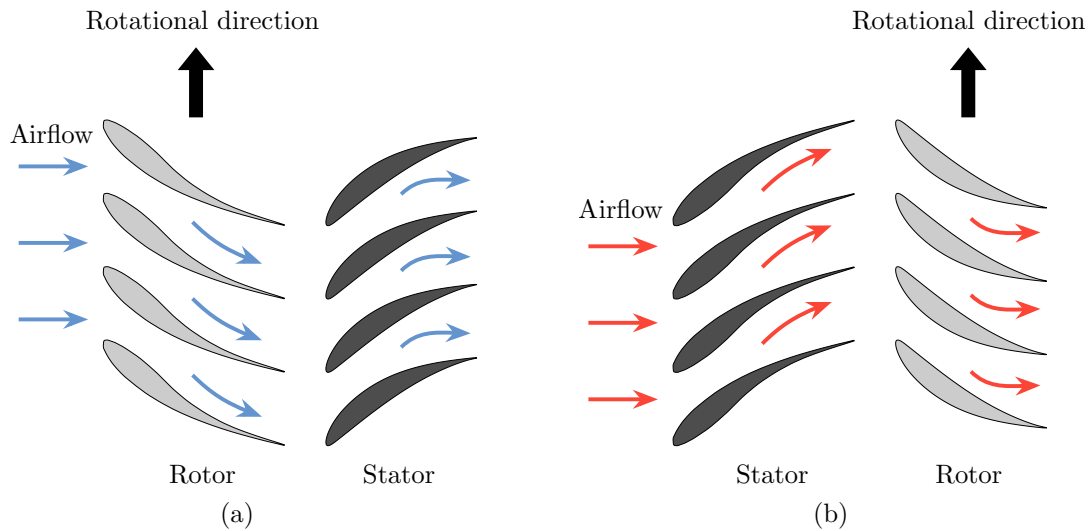 Rotational direction
Airflow
Rotor
Stator
(a)
Rotational direction
Airflow
Stator
Rotor
(b)